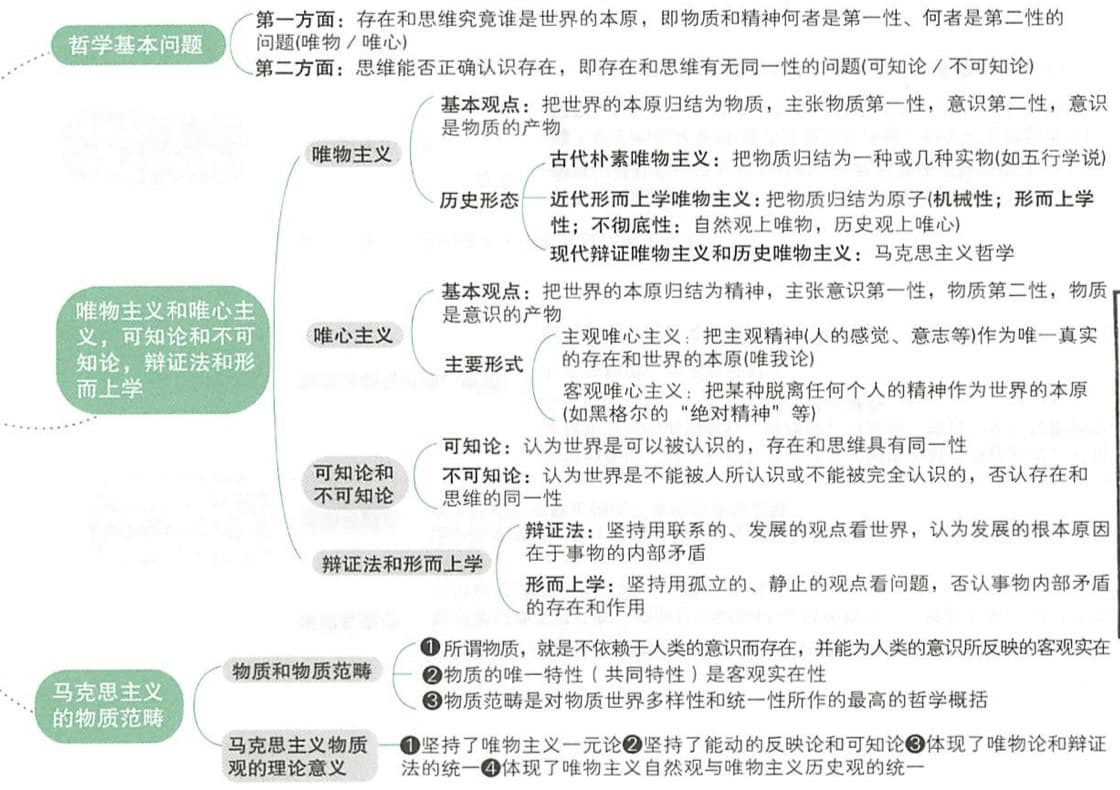 哲学基本问题
第一方面：存在和思维究竟谁是世界的本原，即物质和精神何者是第一性、何者是第二性的
问题(唯物/唯心)
第二方面：思维能否正确认识存在，即存在和思维有无同一性的问题(可知论/不可知论)
唯物主义和唯心主
义，可知论和不可
知论，辩证法和形
而上学
唯物主义
基本观点：把世界的本原归结为物质，主张物质第一性，意识第二性，意识
是物质的产物
历史形态
古代朴素唯物主义：把物质归结为一种或几种实物(如五行学说)
近代形而上学唯物主义：把物质归结为原子(机械性；形而上学
性；不彻底性：自然观上唯物，历史观上唯心)
现代辩证唯物主义和历史唯物主义：马克思主义哲学
唯心主义
基本观点：把世界的本原归结为精神，主张意识第一性，物质第二性，物质
是意识的产物
主要形式
主观唯心主义：把主观精神(人的感觉、意志等)作为唯一真实
的存在和世界的本原(唯我论)
客观唯心主义：把某种脱离任何个人的精神作为世界的本原
(如黑格尔的“绝对精神”等)
可知论和
不可知论
可知论：认为世界是可以被认识的，存在和思维具有同一性
不可知论：认为世界是不能被人所认识或不能被完全认识的，否认存在和
思维的同一性
辩证法和形而上学
辩证法：坚持用联系的、发展的观点看世界，认为发展的根本原因
在于事物的内部矛盾
形而上学：坚持用孤立的、静止的观点看问题，否认事物内部矛盾
的存在和作用
马克思主义
的物质范畴
物质和物质范畴
❶所谓物质，就是不依赖于人类的意识而存在，并能为人类的意识所反映的客观实在
❷物质的唯一特性（共同特性）是客观实在性
❸物质范畴是对物质世界多样性和统一性所作的最高的哲学概括
马克思主义物质
观的理论意义
❶坚持了唯物主义一元论❷坚持了能动的反映论和可知论❸体现了唯物论和辩证
法的统一❹体现了唯物主义自然观与唯物主义历史观的统一